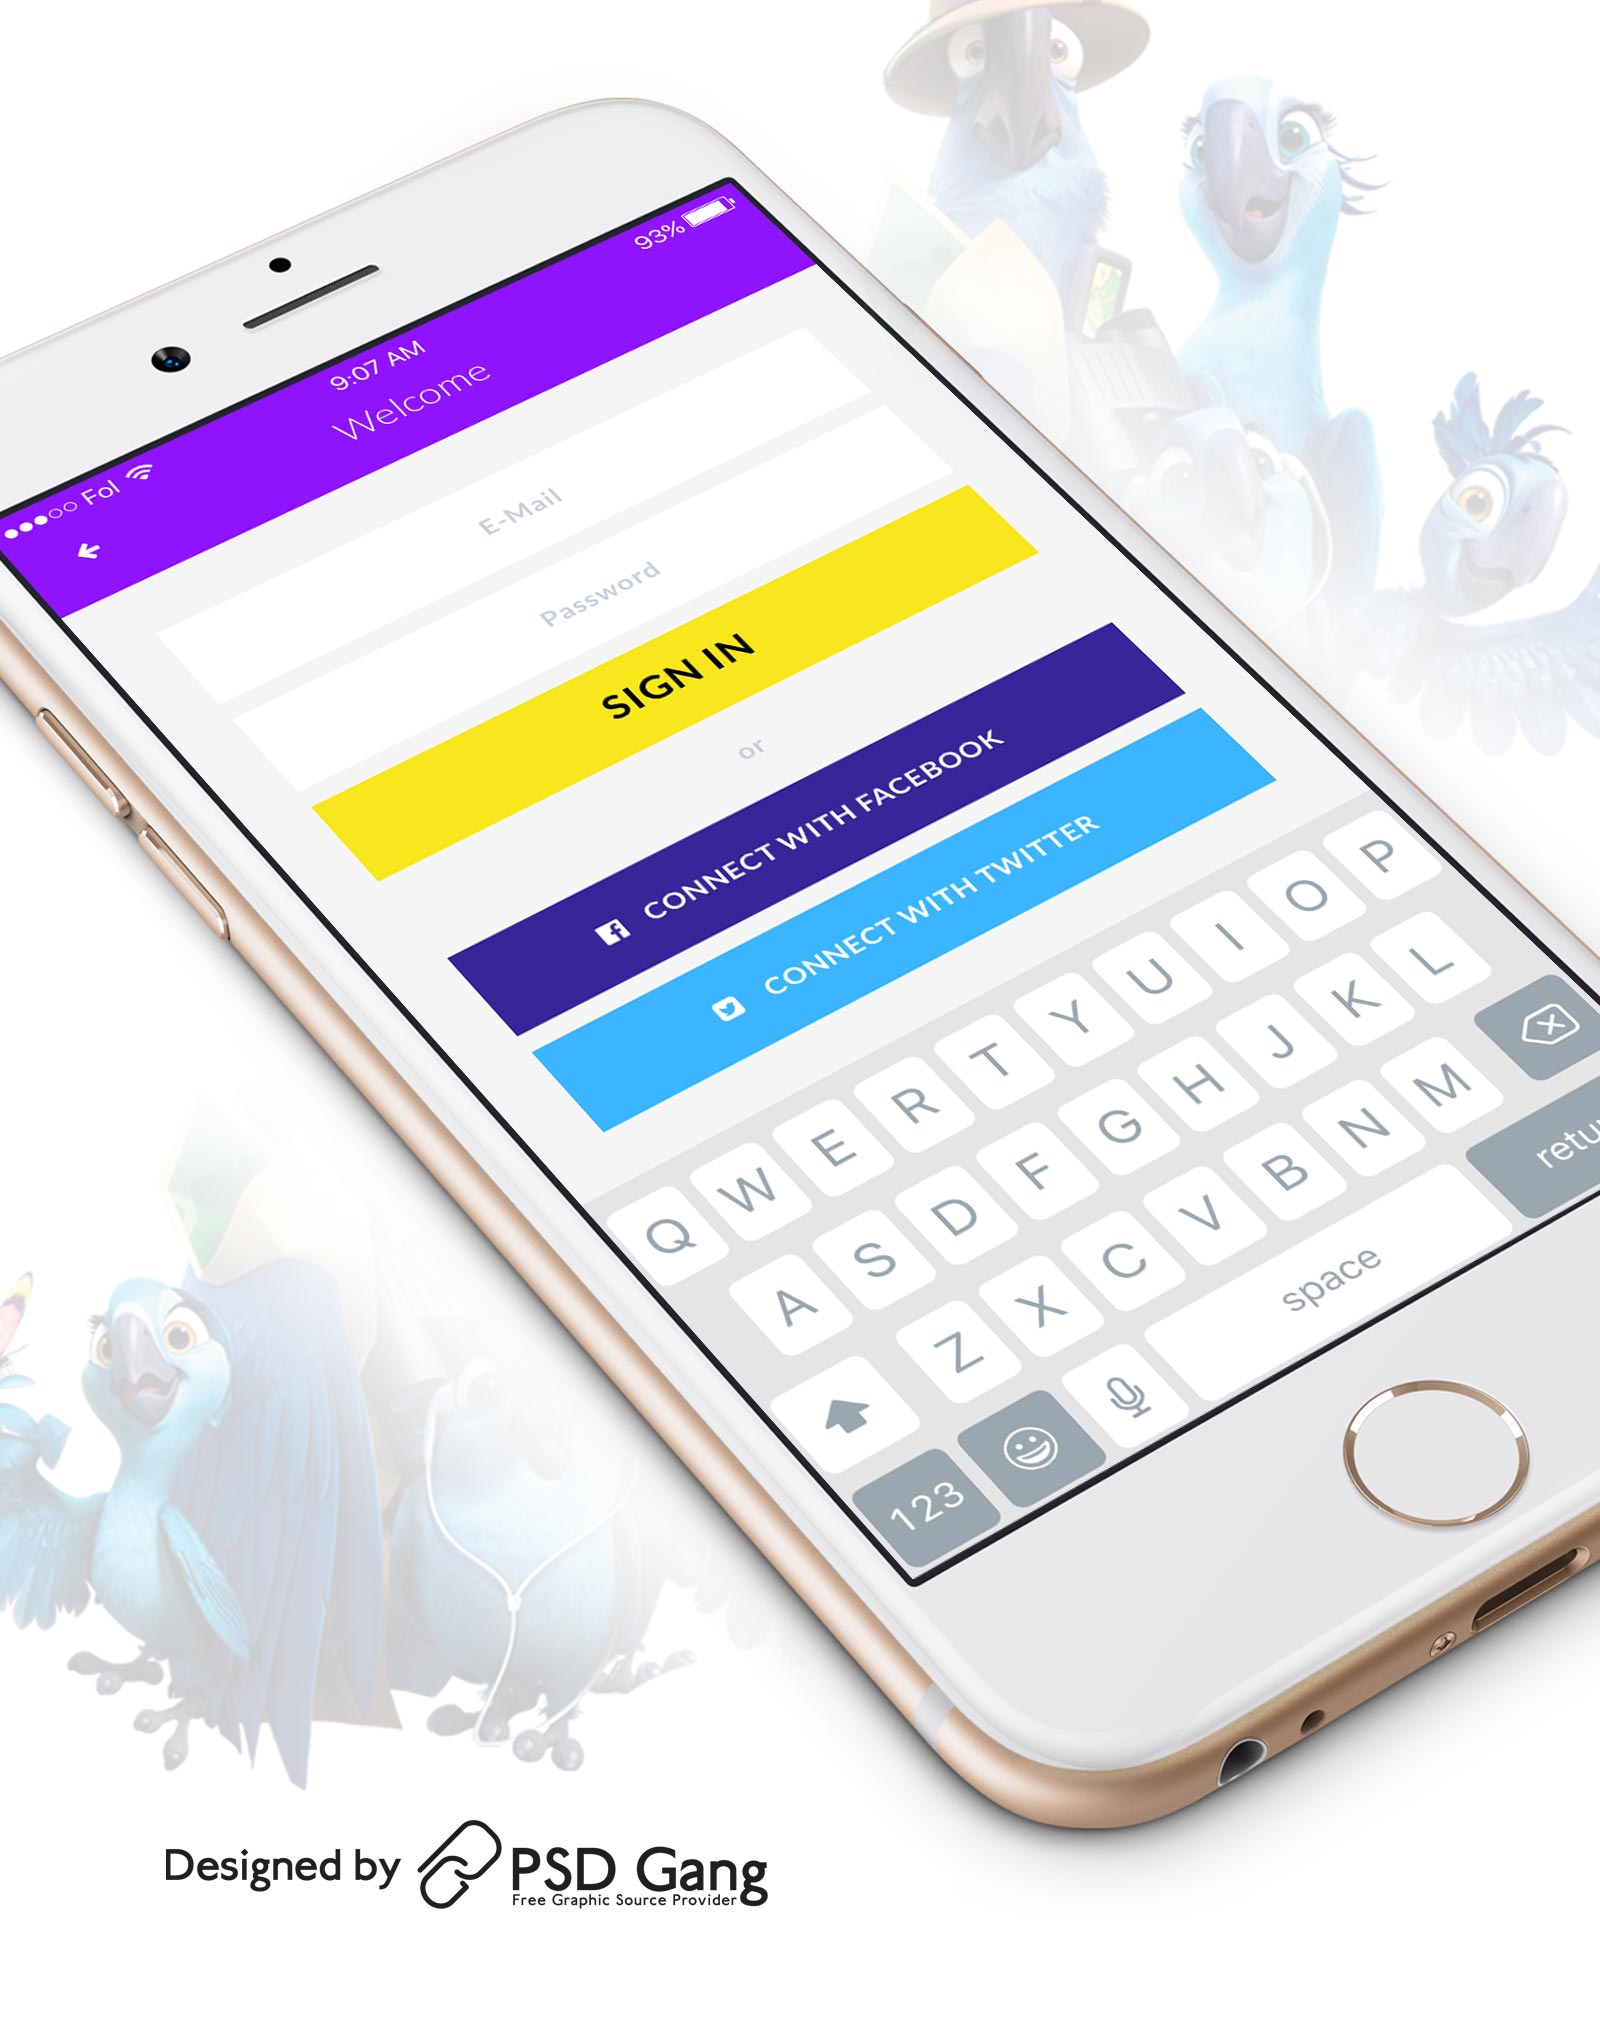 Fol
9:07 AM
93%
Welcome
E-Mail
Password
SIGN IN
or
CONNECT WITH FACEBOOK
CONNECT WITH TWITTER
Q W E R T Y U I O P
A S D F G H J K L
Z X C V B N M
123
space
retu
Designed by
PSD Gang
Free Graphic Source Provider